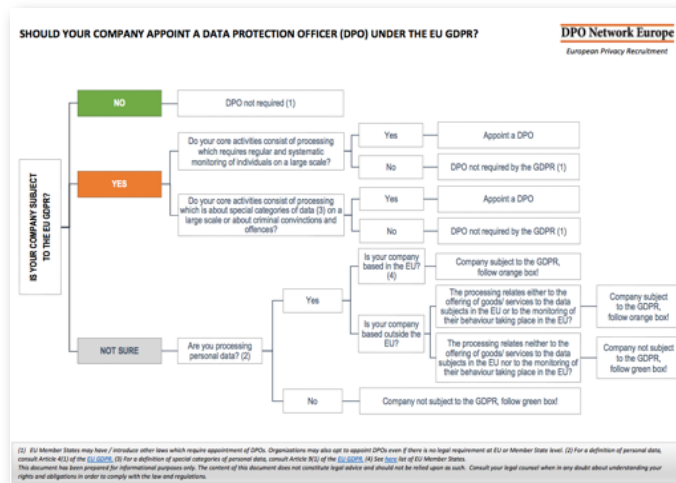 SHOULD YOUR COMPANY APPOINT A DATA PROTECTION OFFICER (DPO) UNDER THE EU GDPR?
DPO Network Europe
European Privacy Recruitment
IS YOUR COMPANY SUBJECT
TO THE EU GDPR?
NO
DPO not required (1)
YES
Do your core activities consist of processing
which requires regular and systematic
monitoring of individuals on a large scale?
Yes
Appoint a DPO
No
DPO not required by the GDPR (1)
Do your core activities consist of processing
which is about special categories of data (3) on a
large scale or about criminal convictions and
offences?
Yes
Appoint a DPO
No
DPO not required by the GDPR (1)
NOT SURE
Are you processing
personal data? (2)
Yes
Is your company
based in the EU?
(4)
Company subject to the GDPR,
follow orange box!
Is your company
based outside the
EU?
The processing relates either to the
offering of goods/ services to the data
subjects in the EU or to the monitoring of
their behaviour taking place in the EU?
Company subject
to the GDPR,
follow orange box!
The processing relates neither to the
offering of goods/ services to the data
subjects in the EU nor to the monitoring of
their behaviour taking place in the EU?
Company not subject
to the GDPR,
follow green box!
No
Company not subject to the GDPR, follow green box!
(1) EU Member States may have / introduce other laws which require appointment of DPOs. Organizations may also opt to appoint DPOs even if there is no legal requirement at EU or Member State level. (2) For a definition of personal data,
consult Article 4(1) of the EU GDPR. (3) For a definition of special categories of personal data, consult Article 9(1) of the EU GDPR. (4) See here list of EU Member States.
This document has been prepared for informational purposes only. The content of this document does not constitute legal advice and should not be relied upon as such. Consult your legal counsel when in any doubt about understanding your
rights and obligations in order to comply with the law and regulations.